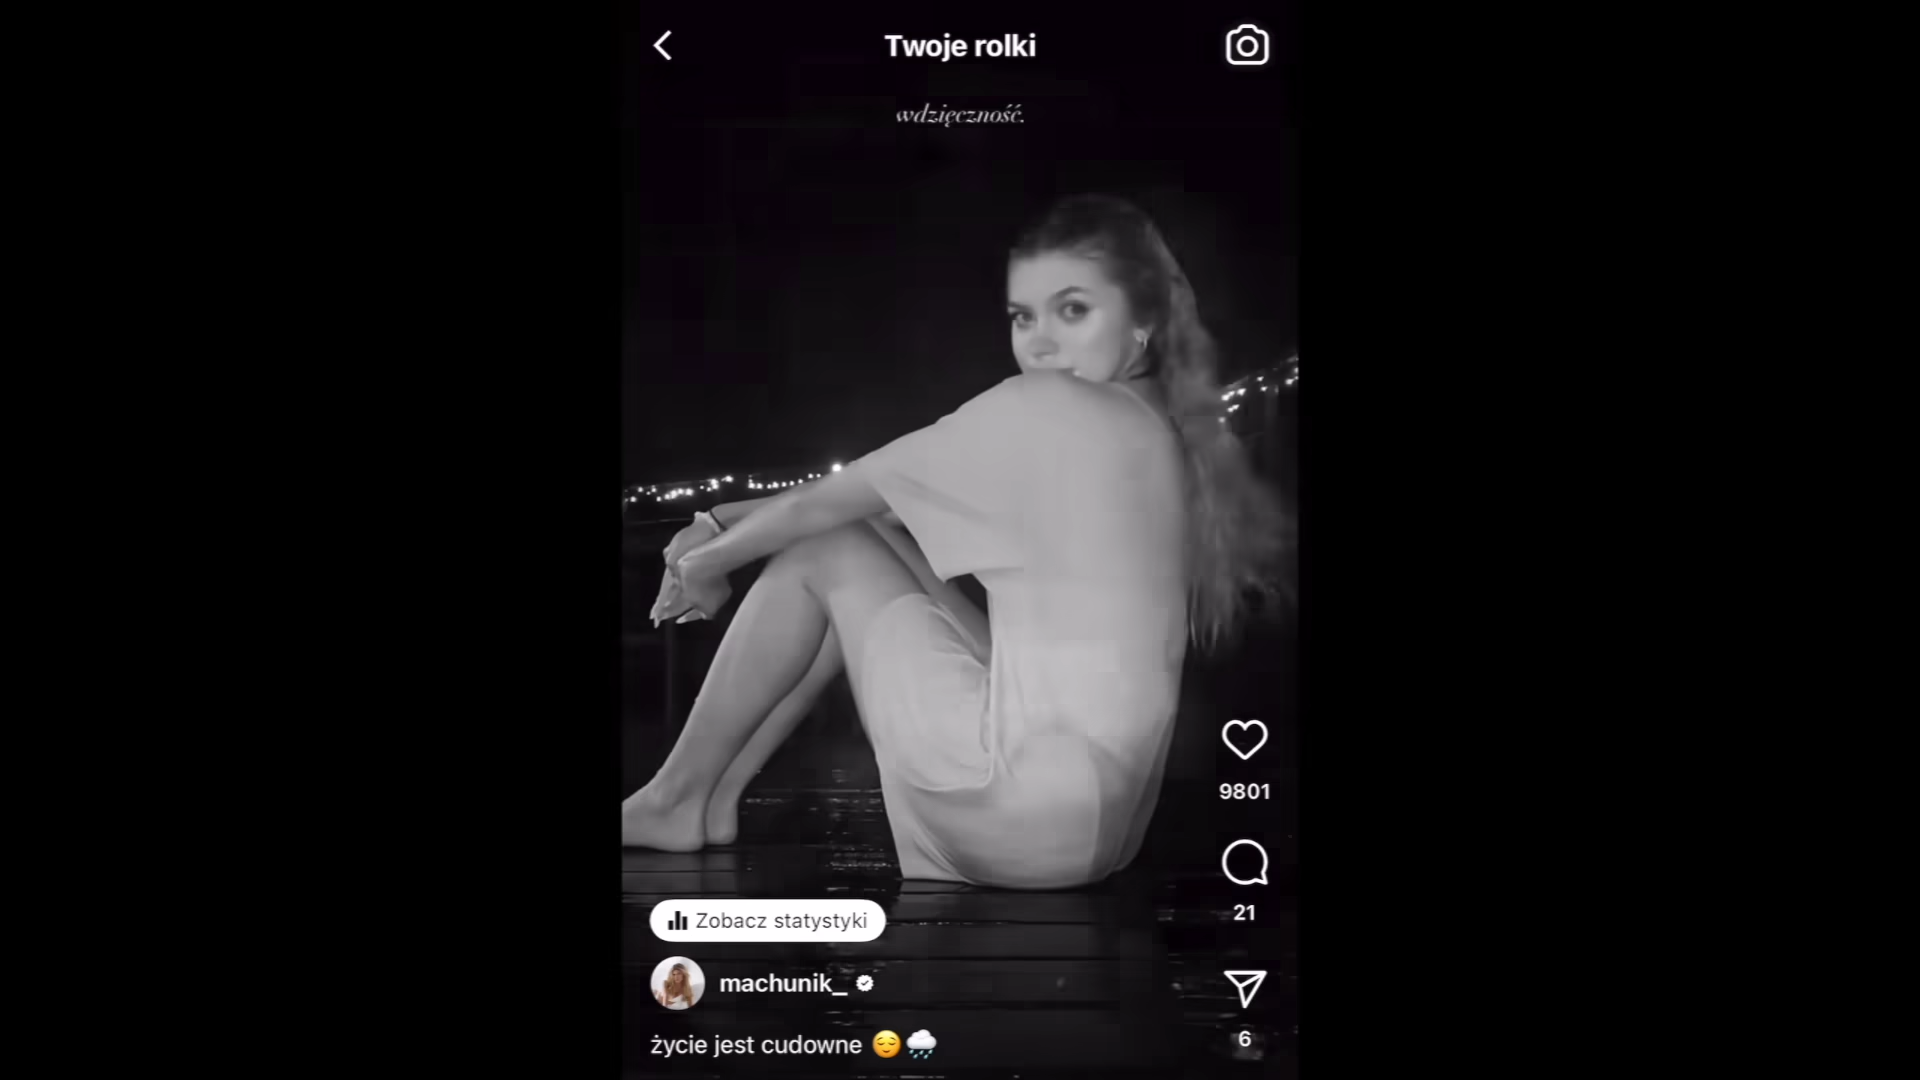 Twoje rolki
wdzięczność.
9801
21
Zobacz statystyki
machunik_
życie jest cudowne 😌🌧️
6